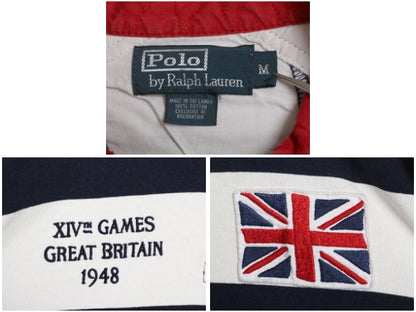 Polo
by Ralph Lauren
M
MADE IN SRI LANKA
100% COTTON
EXCLUSIVE OF
DECORATION
XIVTH GAMES
GREAT BRITAIN
1948